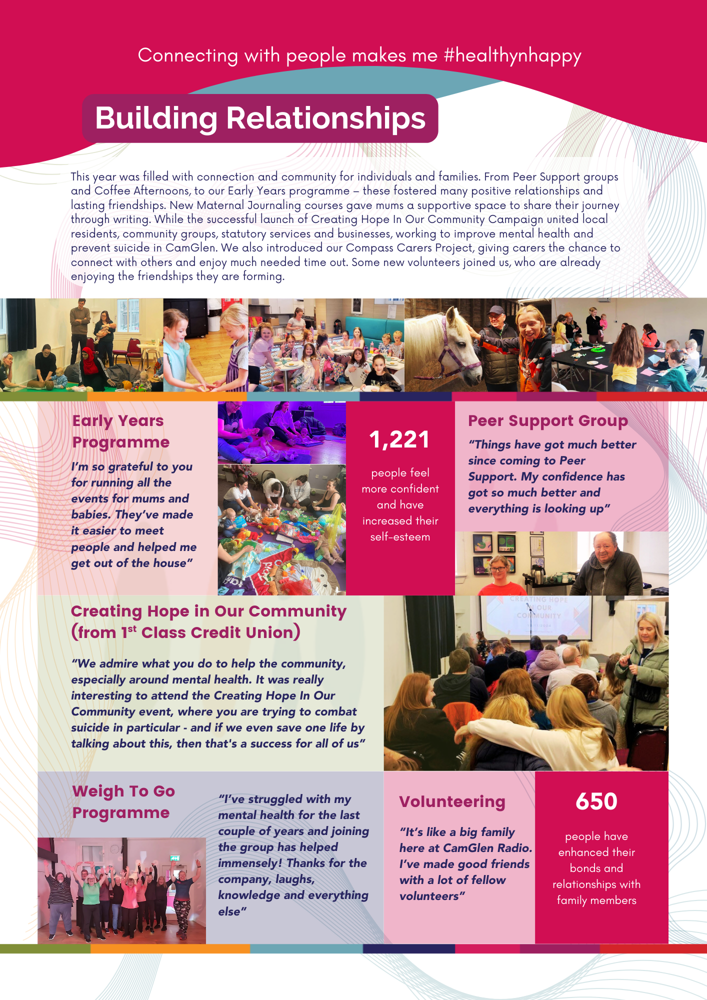 Connecting with people makes me #healthynhappy
Building Relationships
This year was filled with connection and community for individuals and families. From Peer Support groups
and Coffee Afternoons, to our Early Years programme – these fostered many positive relationships and
lasting friendships. New Maternal Journaling courses gave mums a supportive space to share their journey
through writing. While the successful launch of Creating Hope In Our Community Campaign united local
residents, community groups, statutory services and businesses, working to improve mental health and
prevent suicide in CamGlen. We also introduced our Compass Carers Project, giving carers the chance to
connect with others and enjoy much needed time out. Some new volunteers joined us, who are already
enjoying the friendships they are forming.
Early Years
Programme
I’m so grateful to you
for running all the
events for mums and
babies. They’ve made
it easier to meet
people and helped me
get out of the house”
1,221
people feel
more confident
and have
increased their
self-esteem
Peer Support Group
“Things have got much better
since coming to Peer
Support. My confidence has
got so much better and
everything is looking up”
Creating Hope in Our Community
(from 1st Class Credit Union)
“We admire what you do to help the community,
especially around mental health. It was really
interesting to attend the Creating Hope In Our
Community event, where you are trying to combat
suicide in particular - and if we even save one life by
talking about this, then that's a success for all of us”
CREATING HOPE
IN OUR
COMMUNITY
Weigh To Go
Programme
“I’ve struggled with my
mental health for the last
couple of years and joining
the group has helped
immensely! Thanks for the
company, laughs,
knowledge and everything
else”
Volunteering
“It’s like a big family
here at CamGlen Radio.
I’ve made good friends
with a lot of fellow
volunteers”
650
people have
enhanced their
bonds and
relationships with
family members